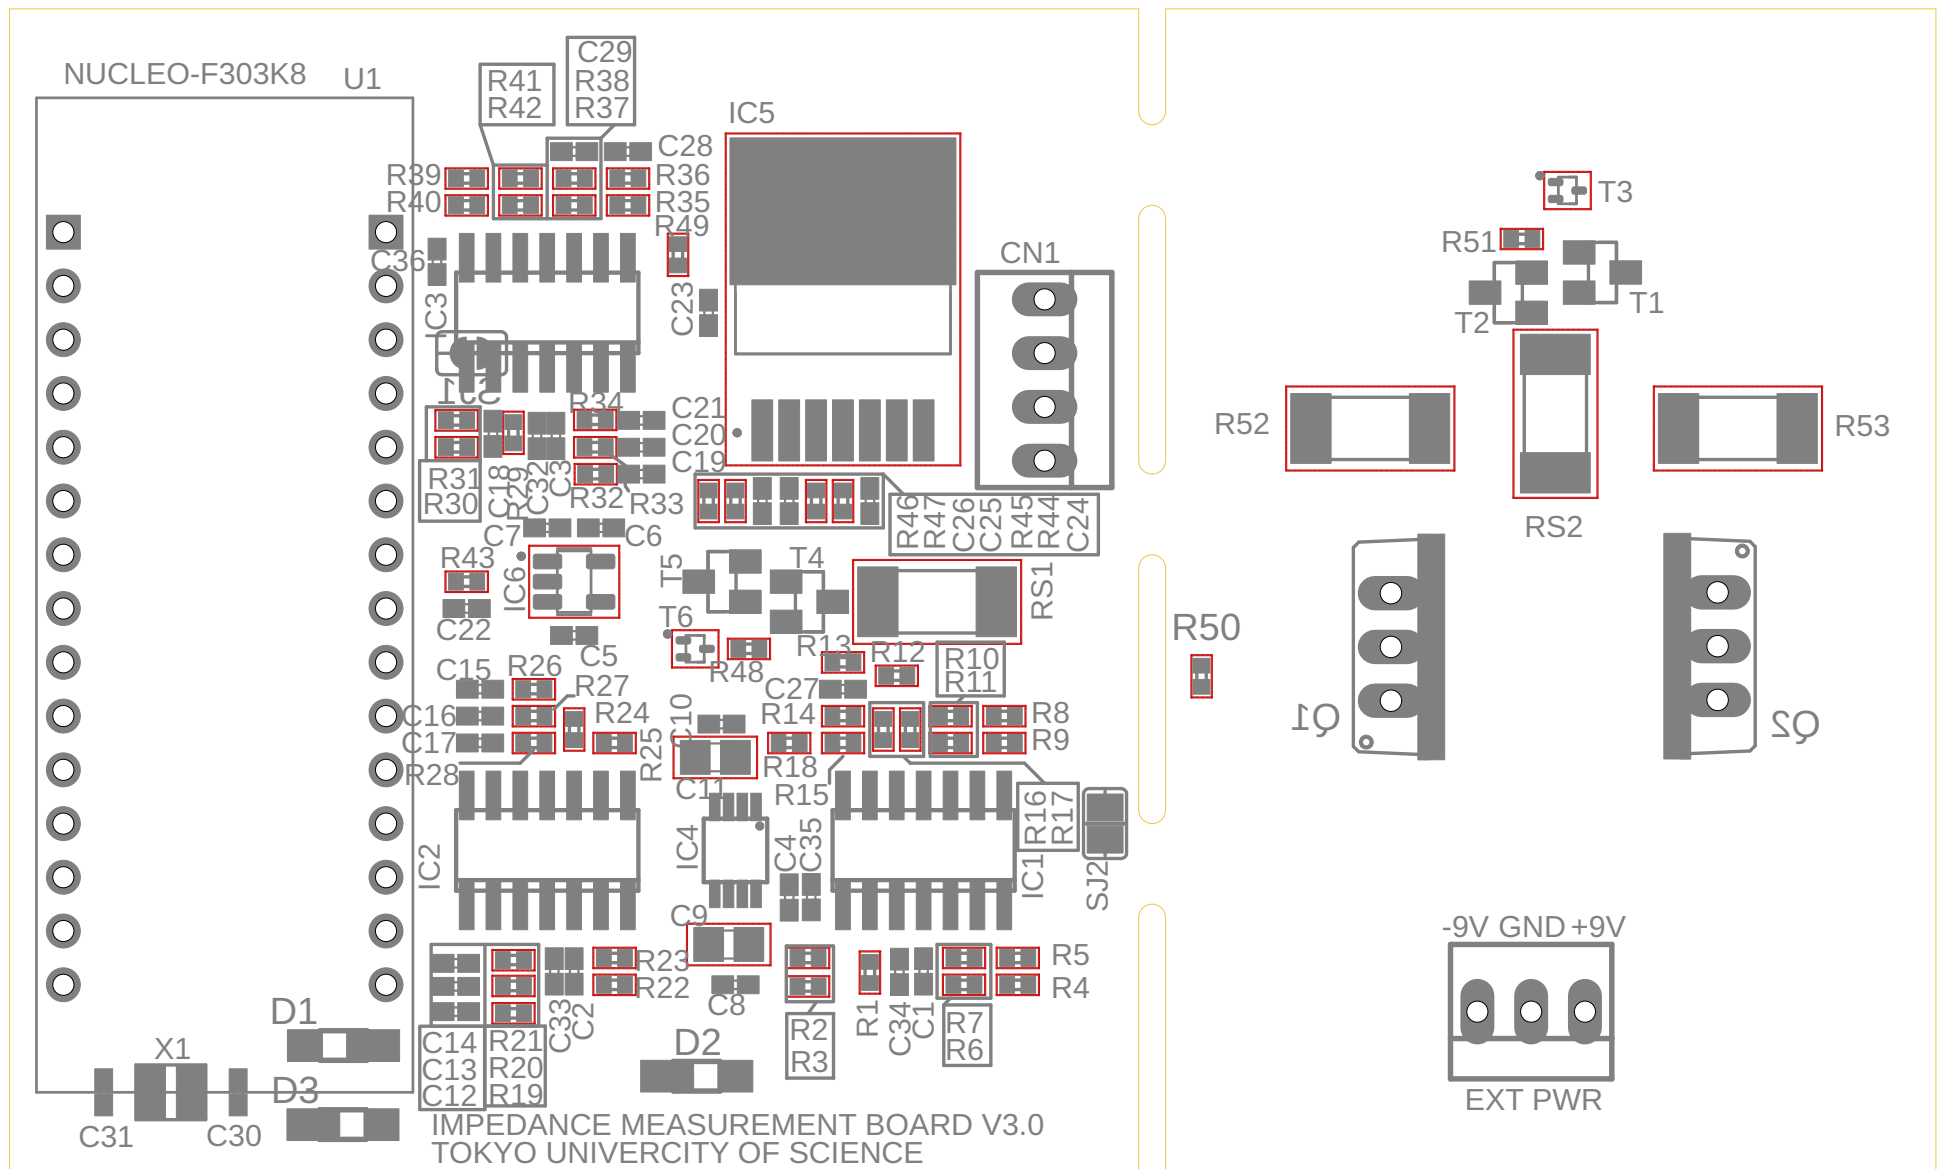 NUCLEO-F303K8
U1
R41
R42
C29
R38
R37
IC5
C28
R39
R36
R40
R35
R49
C36
IC3
C23
CN1
T3
R51
T1
T2
SJ1
R34
C21
C20
C19
R31
R30
C18
R29
C32
C3
R32
R33
R46
R47
C26
C25
R45
R44
C24
R52
R53
RS2
C7
C6
R43
IC6
C22
C5
T5
T4
RS1
T6
R48
R13
R12
R10
R11
R50
C15
R26
R27
C16
C17
R24
R25
R28
C10
C27
R14
R18
R15
R8
R9
C11
R16
R17
Q1
Q2
IC2
IC4
C4
C35
IC1
SJ2
C9
-9V GND +9V
R23
R22
C33
C2
C8
R2
R3
R1
C34
C1
R7
R6
R5
R4
D1
X1
D3
C31
C30
C14
C13
C12
R21
R20
R19
D2
EXT PWR
IMPEDANCE MEASUREMENT BOARD V3.0
TOKYO UNIVERCITY OF SCIENCE